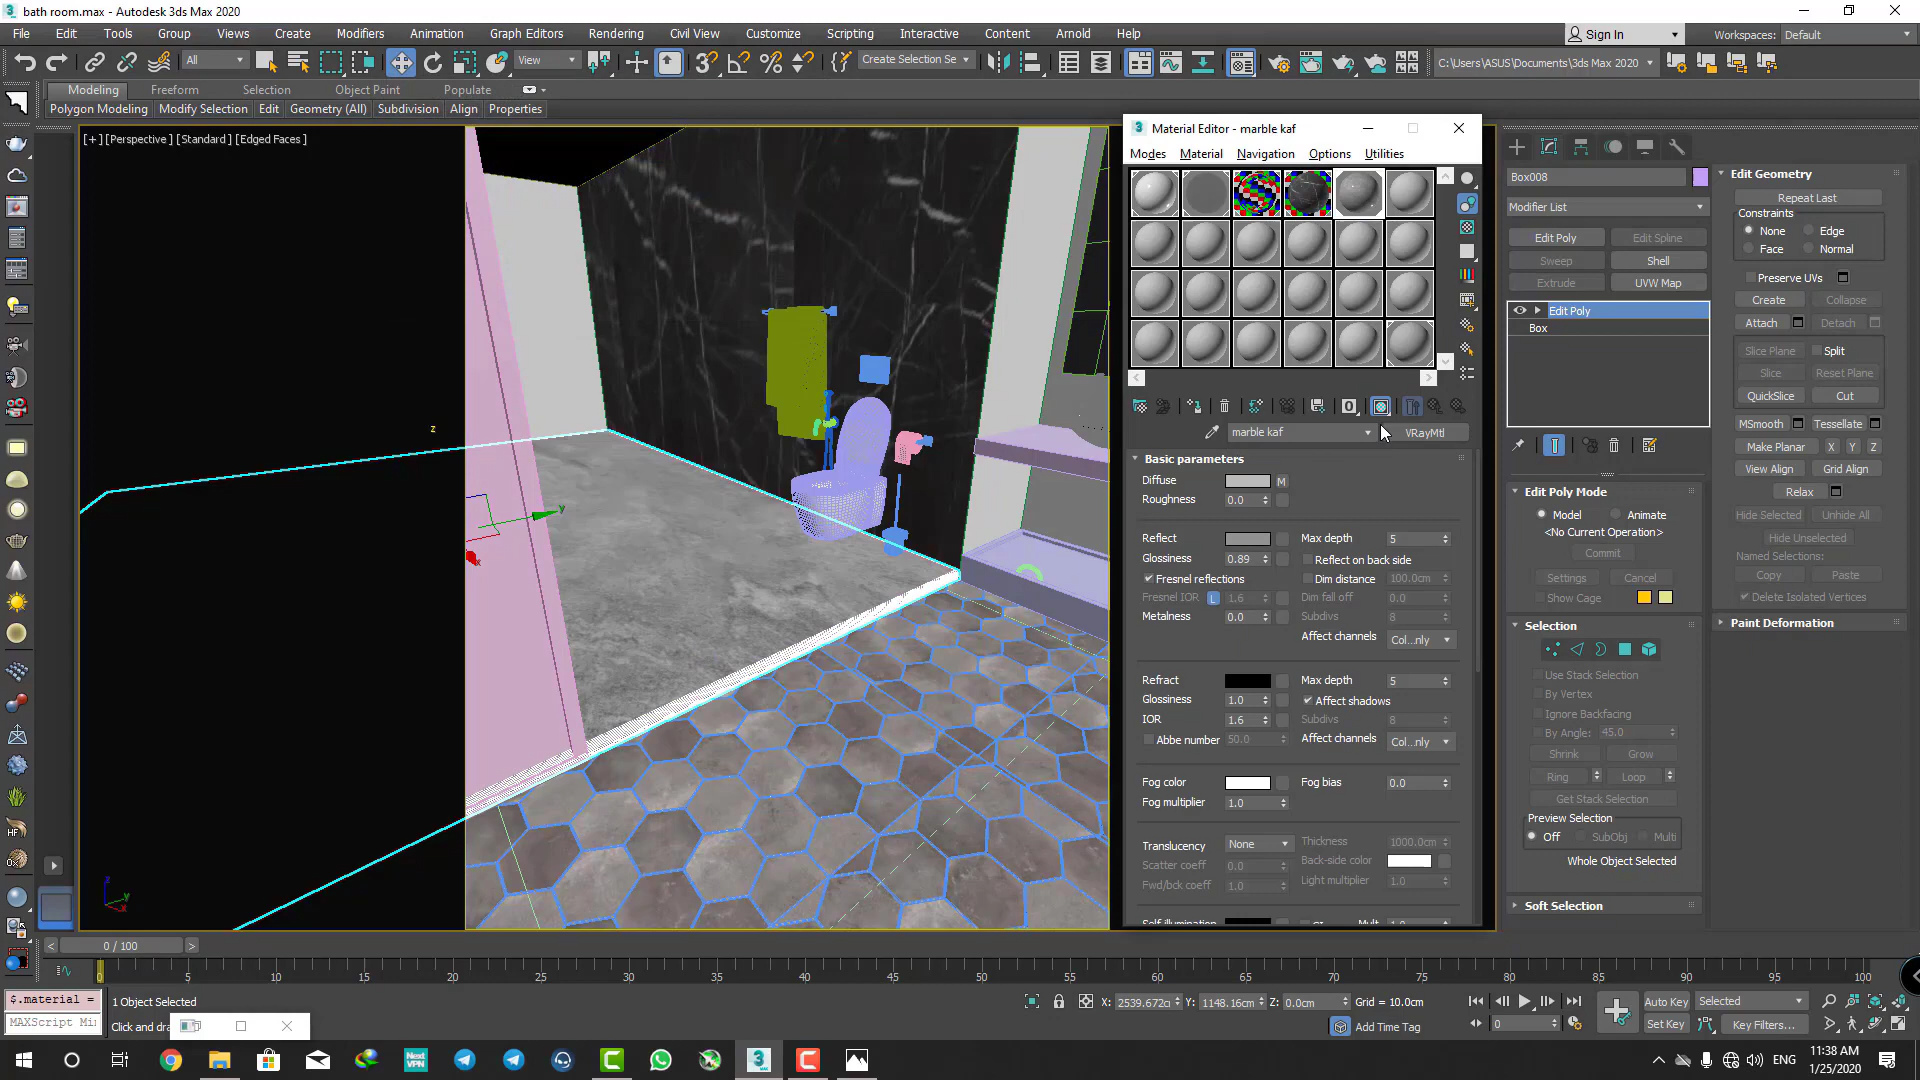 bath room.max - Autodesk 3ds Max 2020
File Edit Tools Group Views Create Modifiers Animation Graph Editors Rendering Civil View Customize Scripting Interactive Content Arnold Help
Sign In Workspaces: Default
All View Create Selection Se C:\Users\ASUS\Documents\3ds Max 2020
Modeling Freeform Selection Object Paint Populate
Polygon Modeling Modify Selection Edit Geometry (All) Subdivision Align Properties
[+] [Perspective ] [Standard ] [Edged Faces ]
z
y
x
Material Editor - marble kaf
Modes Material Navigation Options Utilities
marble kaf VRayMtl
Basic parameters
Diffuse M
Roughness 0.0
Reflect Max depth 5
Glossiness 0.89 Reflect on back side
Fresnel reflections Dim distance 100.0cm
Fresnel IOR L 1.6 Dim fall off 0.0
Metalness 0.0 Subdivs 8
Affect channels Col...nly
Refract Max depth 5
Glossiness 1.0 Affect shadows
IOR 1.6 Subdivs 8
Abbe number 50.0 Affect channels Col...nly
Fog color Fog bias 0.0
Fog multiplier 1.0
Translucency None Thickness 1000.0cm
Scatter coeff 0.0 Back-side color
Fwd/bck coeff 1.0 Light multiplier 1.0
Self-illumination GI Mult 1.0
Box008
Modifier List
Edit Poly Edit Spline
Sweep Shell
Extrude UVW Map
Edit Poly
Box
Edit Poly Mode
Model Animate
<No Current Operation>
Commit
Settings Cancel
Show Cage
Selection
Use Stack Selection
By Vertex
Ignore Backfacing
By Angle: 45.0
Shrink Grow
Ring Loop
Get Stack Selection
Preview Selection
Off SubObj Multi
Whole Object Selected
Soft Selection
Edit Geometry
Repeat Last
Constraints
None Edge
Face Normal
Preserve UVs
Create Collapse
Attach Detach
Slice Plane Split
Slice Reset Plane
QuickSlice Cut
MSmooth Tessellate
Make Planar X Y Z
View Align Grid Align
Relax
Hide Selected Unhide All
Hide Unselected
Named Selections:
Copy Paste
Delete Isolated Vertices
Paint Deformation
0 / 100
0 5 10 15 20 25 30 35 40 45 50 55 60 65 70 75 80 85 90 95 100
$.material =
MAXScript Mi
1 Object Selected
Click and dra
X: 2539.672c Y: 1148.16cm Z: 0.0cm Grid = 10.0cm
Add Time Tag
0
Auto Key Selected
Set Key Key Filters...
Next VPN
HF
3 MAX
ENG
11:38 AM
1/25/2020